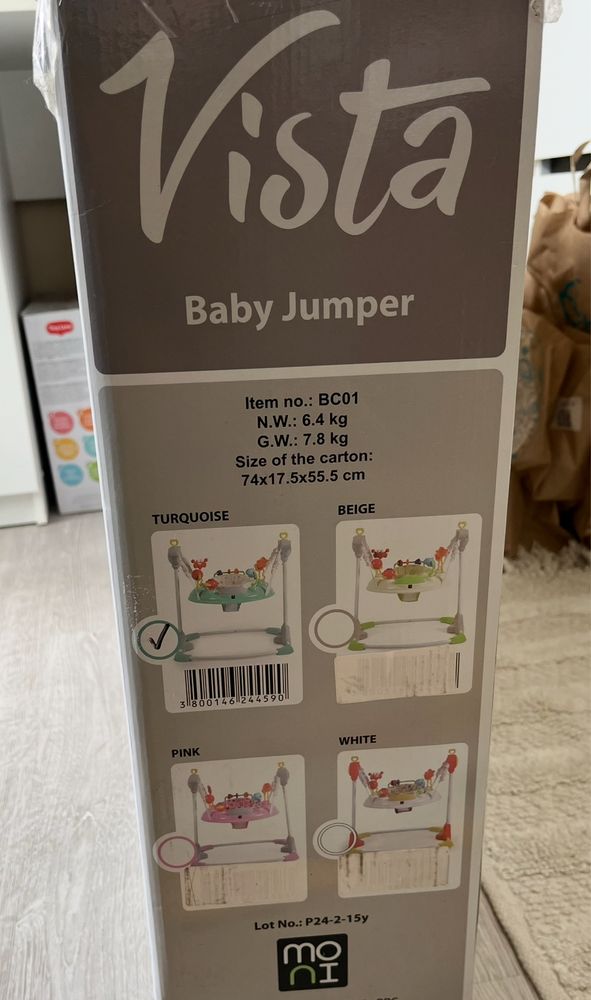 Vista
Baby Jumper
Item no.: BC01
N.W.: 6.4 kg
G.W.: 7.8 kg
Size of the carton:
74x17.5x55.5 cm
TURQUOISE
BEIGE
3 800146 244590
PINK
WHITE
Lot No.: P24-2-15y
moni